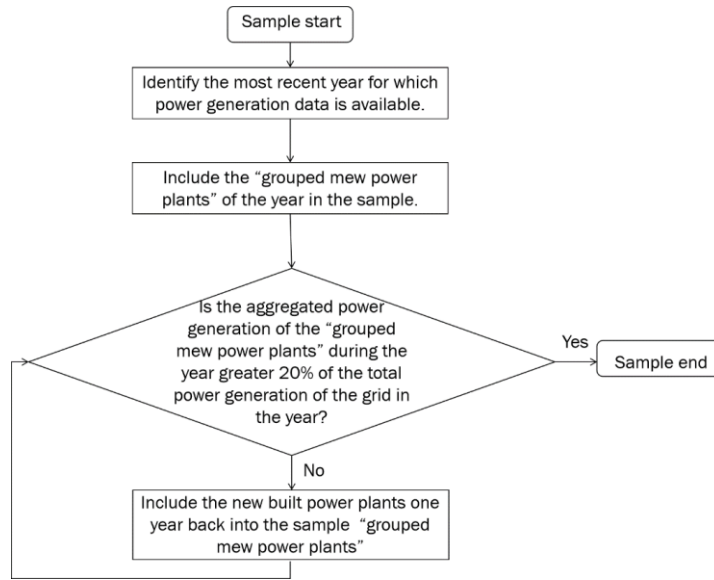 Sample start
Identify the most recent year for which
power generation data is available.
Include the “grouped mew power
plants” of the year in the sample.
Is the aggregated power
generation of the “grouped
mew power plants” during the
year greater 20% of the total
power generation of the grid in
the year?
Yes
Sample end
No
Include the new built power plants one
year back into the sample “grouped
mew power plants”